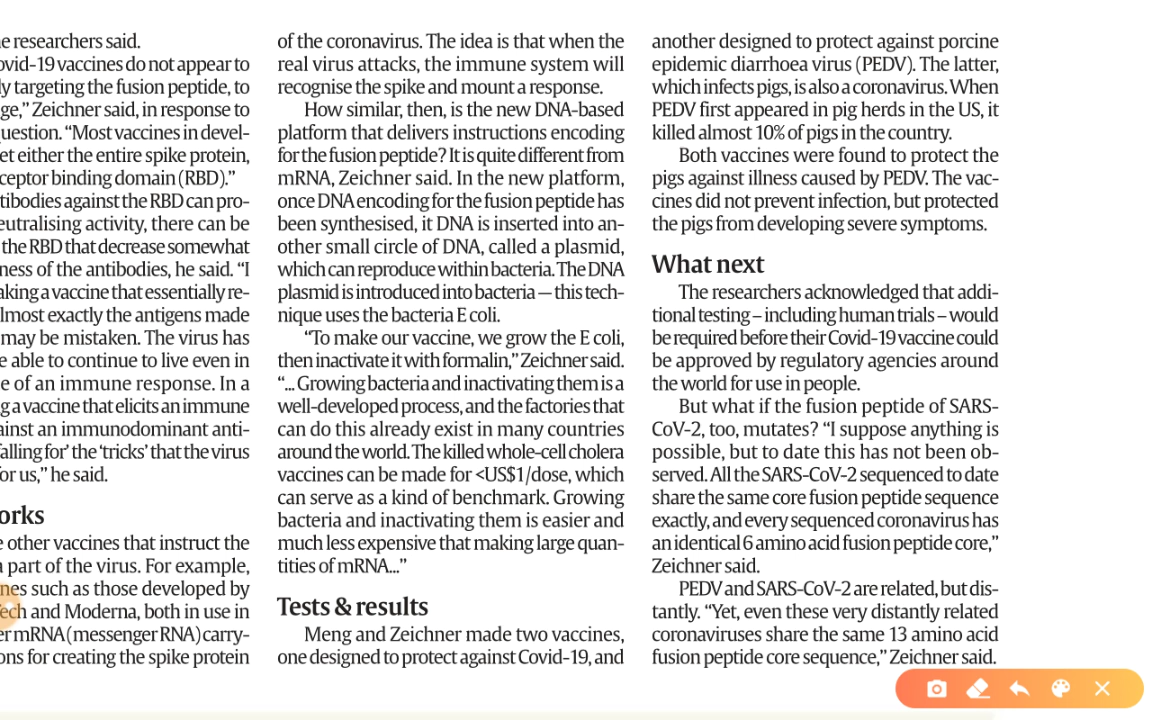 e researchers said.
ovid-19 vaccines do not appear to
ly targeting the fusion peptide, to
ge,” Zeichner said, in response to
uestion. “Most vaccines in devel-
et either the entire spike protein,
ceptor binding domain (RBD).”
tibodies against the RBD can pro-
eutralising activity, there can be
the RBD that decrease somewhat
ness of the antibodies, he said. “I
aking a vaccine that essentially re-
lmost exactly the antigens made
may be mistaken. The virus has
e able to continue to live even in
e of an immune response. In a
g a vaccine that elicits an immune
ainst an immunodominant anti-
alling for’ the ‘tricks’ that the virus
or us,” he said.
orks
e other vaccines that instruct the
a part of the virus. For example,
nes such as those developed by
Tech and Moderna, both in use in
er mRNA (messenger RNA) carry-
ons for creating the spike protein
of the coronavirus. The idea is that when the
real virus attacks, the immune system will
recognise the spike and mount a response.
How similar, then, is the new DNA-based
platform that delivers instructions encoding
for the fusion peptide? It is quite different from
mRNA, Zeichner said. In the new platform,
once DNA encoding for the fusion peptide has
been synthesised, it DNA is inserted into an-
other small circle of DNA, called a plasmid,
which can reproduce within bacteria. The DNA
plasmid is introduced into bacteria — this tech-
nique uses the bacteria E coli.
“To make our vaccine, we grow the E coli,
then inactivate it with formalin,” Zeichner said.
“... Growing bacteria and inactivating them is a
well-developed process, and the factories that
can do this already exist in many countries
around the world. The killed whole-cell cholera
vaccines can be made for <US$1/dose, which
can serve as a kind of benchmark. Growing
bacteria and inactivating them is easier and
much less expensive that making large quan-
tities of mRNA...”
Tests & results
Meng and Zeichner made two vaccines,
one designed to protect against Covid-19, and
another designed to protect against porcine
epidemic diarrhoea virus (PEDV). The latter,
which infects pigs, is also a coronavirus. When
PEDV first appeared in pig herds in the US, it
killed almost 10% of pigs in the country.
Both vaccines were found to protect the
pigs against illness caused by PEDV. The vac-
cines did not prevent infection, but protected
the pigs from developing severe symptoms.
What next
The researchers acknowledged that addi-
tional testing – including human trials – would
be required before their Covid-19 vaccine could
be approved by regulatory agencies around
the world for use in people.
But what if the fusion peptide of SARS-
CoV-2, too, mutates? “I suppose anything is
possible, but to date this has not been ob-
served. All the SARS-CoV-2 sequenced to date
share the same core fusion peptide sequence
exactly, and every sequenced coronavirus has
an identical 6 amino acid fusion peptide core,”
Zeichner said.
PEDV and SARS-CoV-2 are related, but dis-
tantly. “Yet, even these very distantly related
coronaviruses share the same 13 amino acid
fusion peptide core sequence,” Zeichner said.